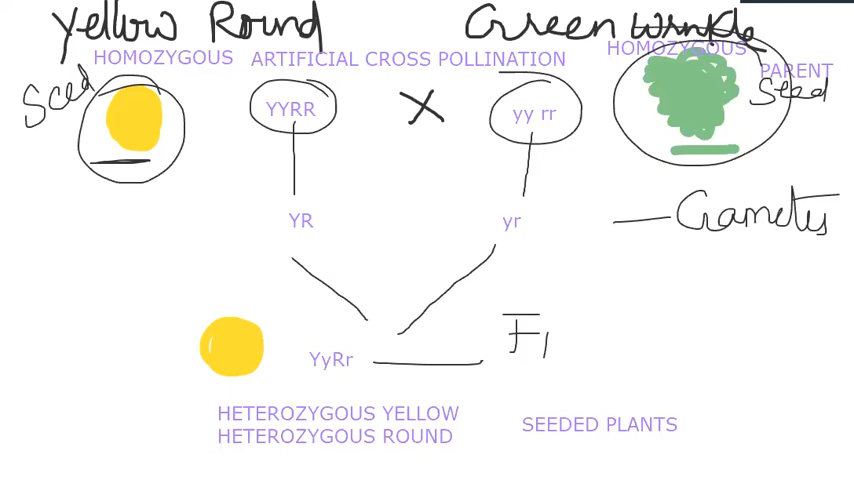 Yellow Round Green Wrinkle
HOMOZYGOUS ARTIFICIAL CROSS POLLINATION HOMOZYGOUS
PARENT
Seed YYRR X yy rr Seed
YR yr Gametes
YyRr F1
HETEROZYGOUS YELLOW
HETEROZYGOUS ROUND SEEDED PLANTS